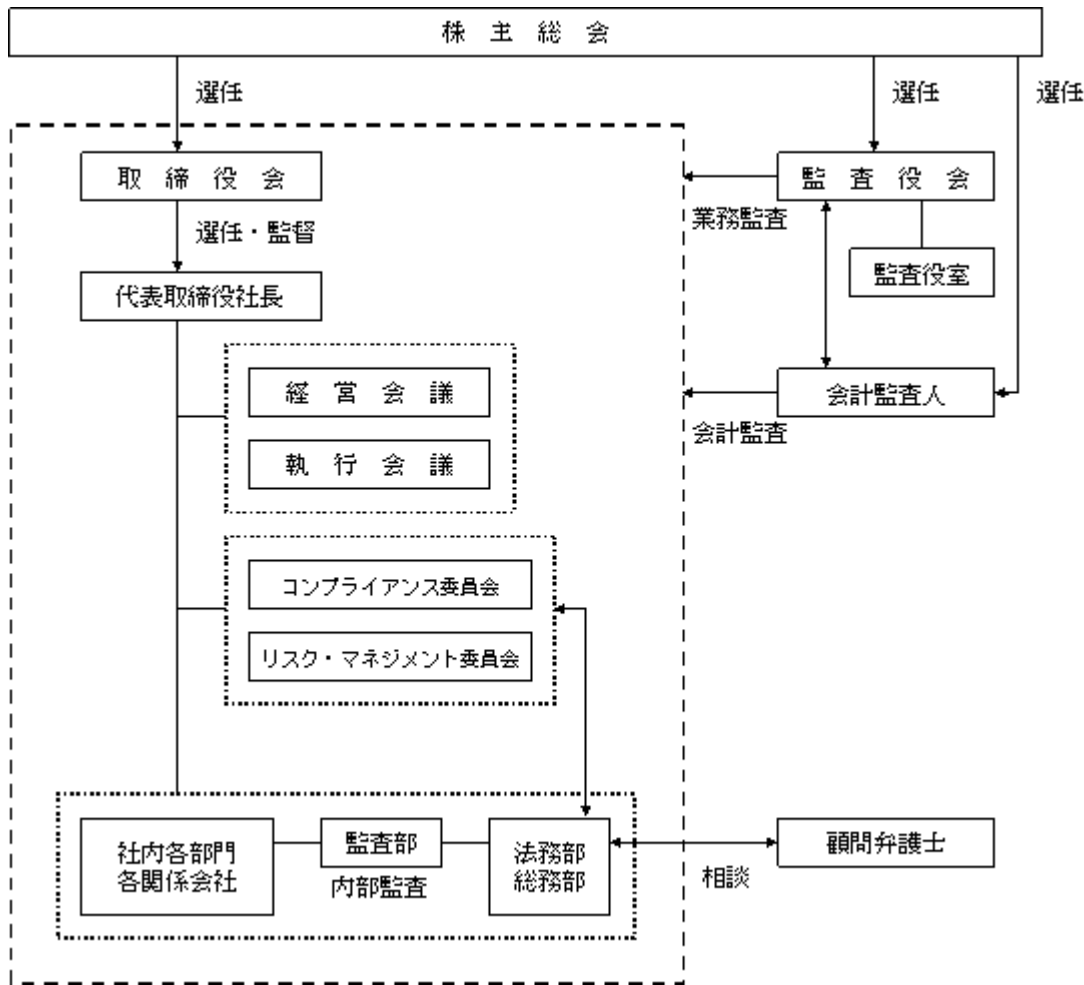 株主総会
選任
選任
選任
取締役会
監査役会
業務監査
選任・監督
監査役室
代表取締役社長
経営会議
会計監査人
会計監査
執行会議
コンプライアンス委員会
リスク・マネジメント委員会
社内各部門
各関係会社
監査部
内部監査
法務部
総務部
相談
顧問弁護士